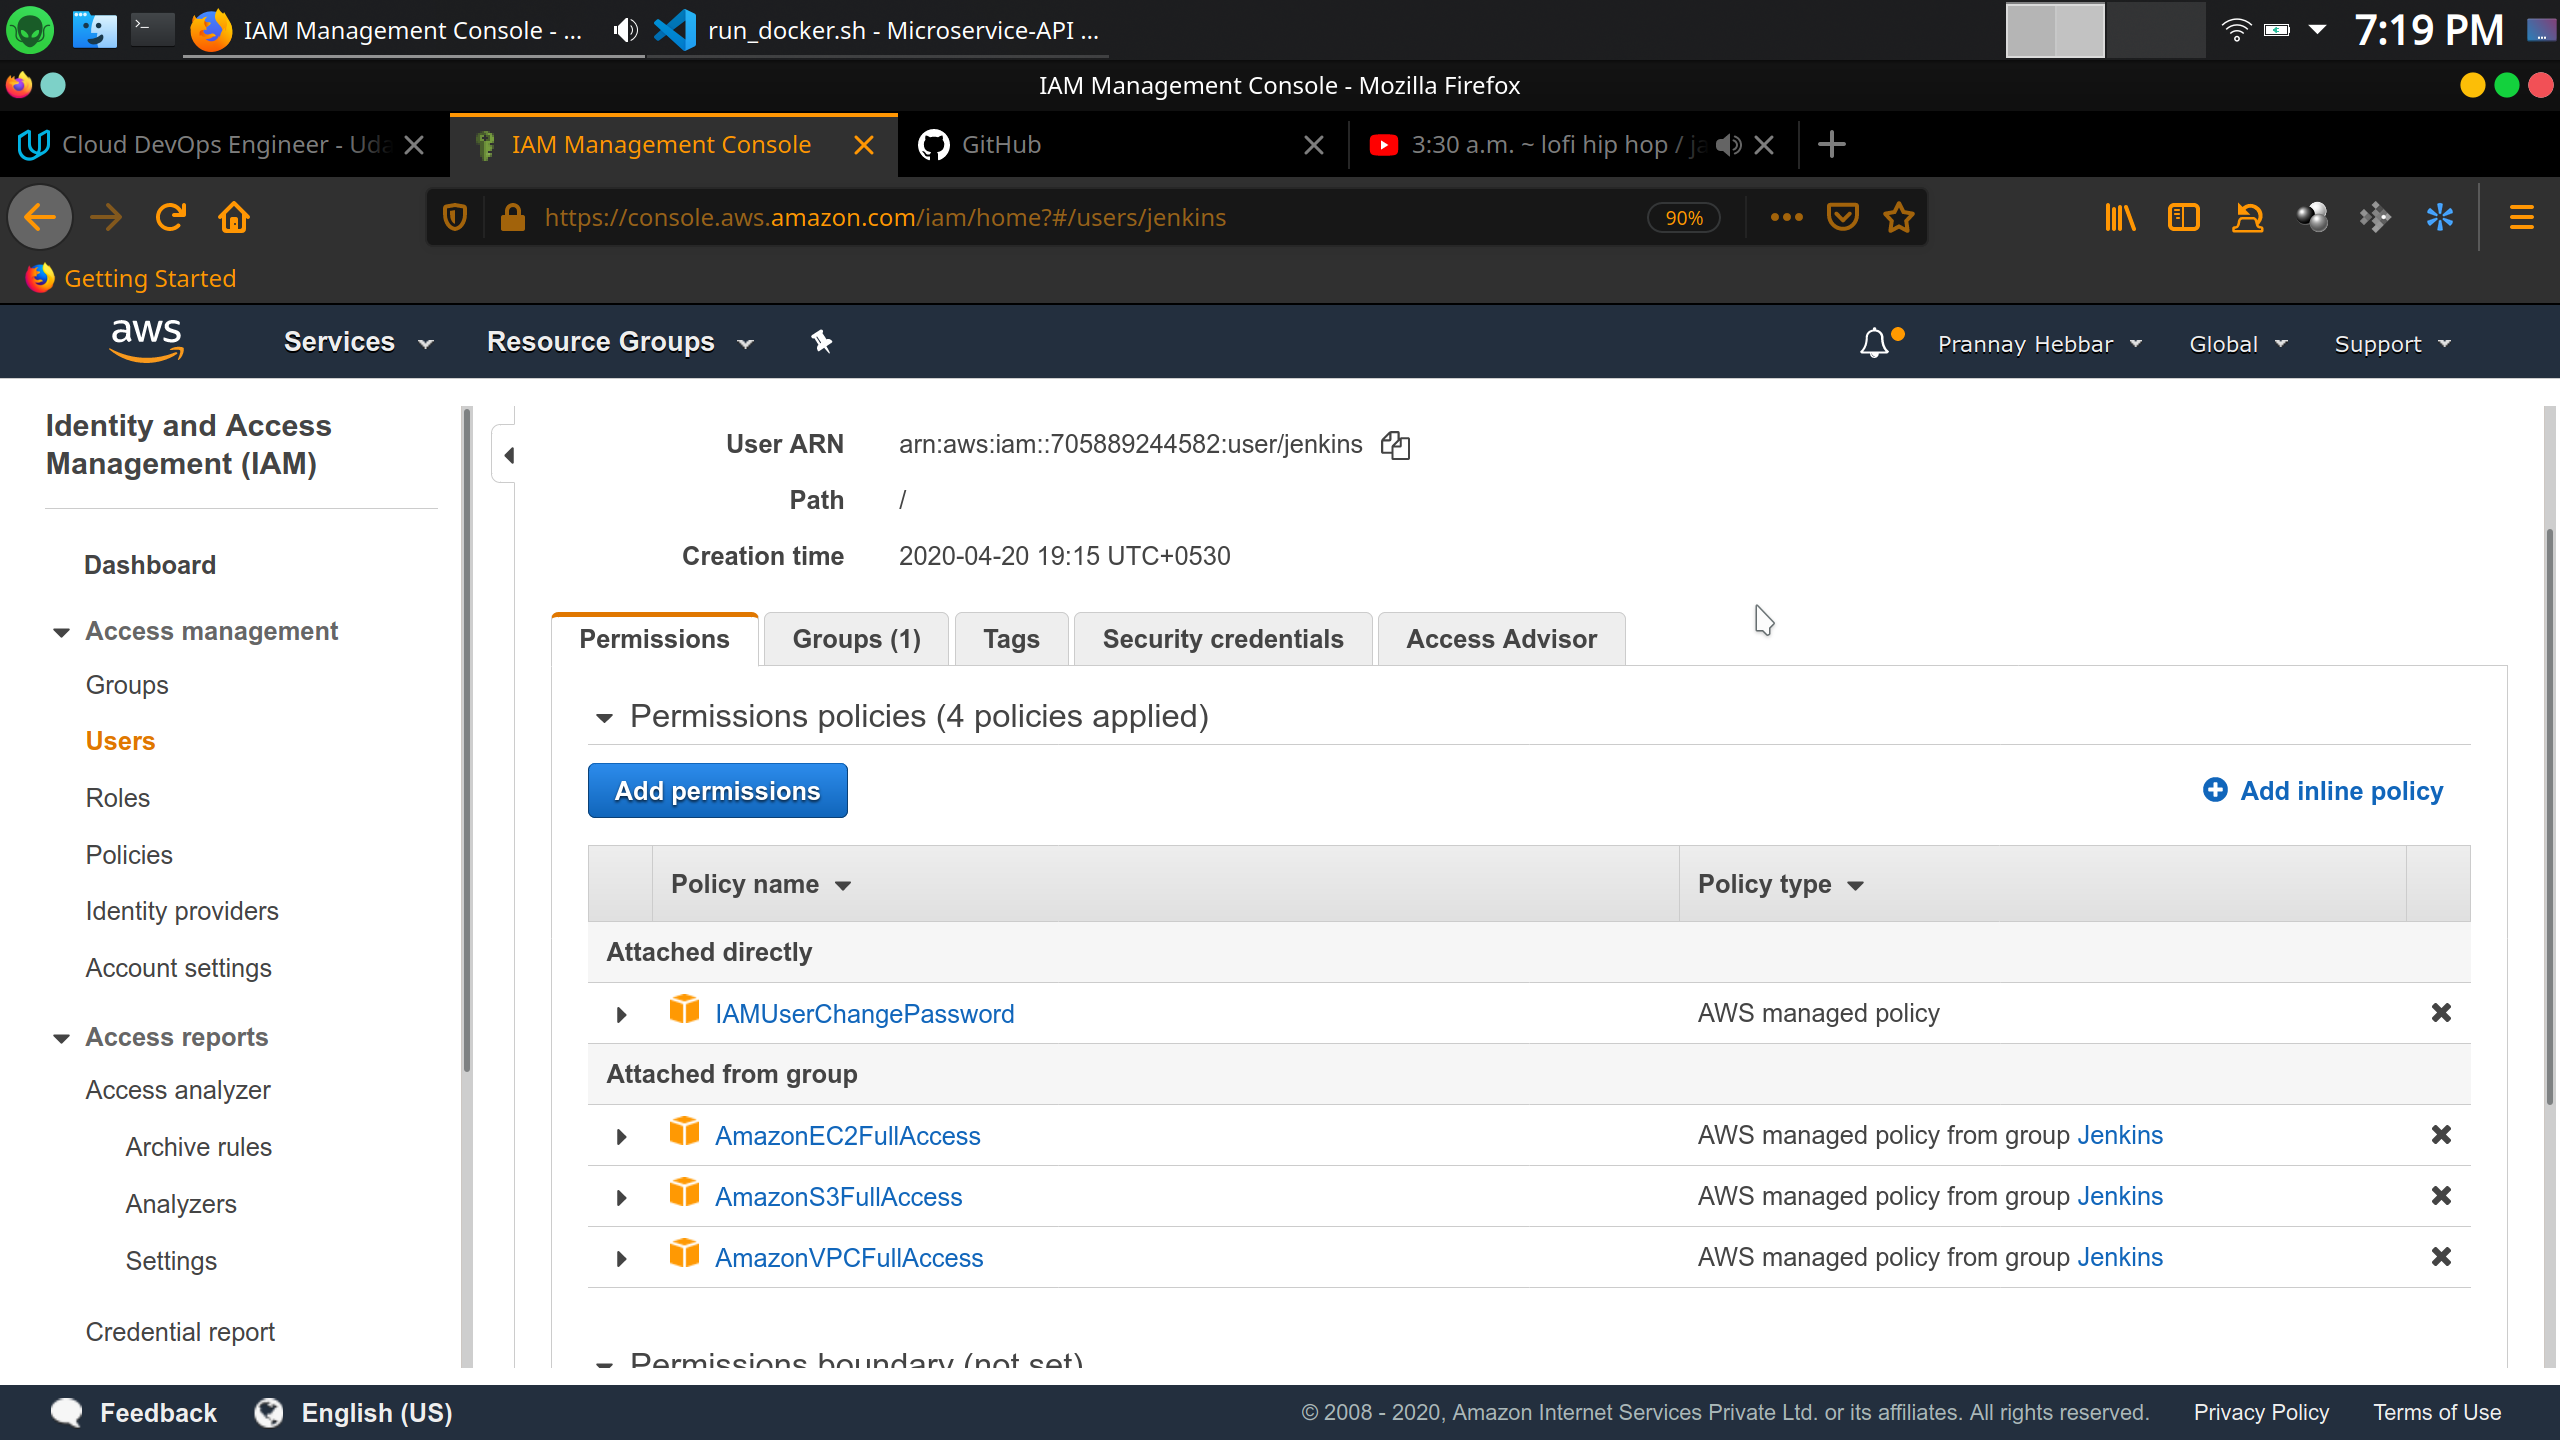 IAM Management Console - ...
run_docker.sh - Microservice-API ...
7:19 PM
IAM Management Console - Mozilla Firefox
Cloud DevOps Engineer - Uda
IAM Management Console
GitHub
3:30 a.m. ~ lofi hip hop / ja
https://console.aws.amazon.com/iam/home?#/users/jenkins
90%
Getting Started
aws
Services
Resource Groups
Prannay Hebbar
Global
Support
Identity and Access
Management (IAM)
Dashboard
Access management
Groups
Users
Roles
Policies
Identity providers
Account settings
Access reports
Access analyzer
Archive rules
Analyzers
Settings
Credential report
User ARN
arn:aws:iam::705889244582:user/jenkins
Path
/
Creation time
2020-04-20 19:15 UTC+0530
Permissions
Groups (1)
Tags
Security credentials
Access Advisor
Permissions policies (4 policies applied)
Add permissions
Add inline policy
Policy name
Policy type
Attached directly
IAMUserChangePassword
AWS managed policy
Attached from group
AmazonEC2FullAccess
AWS managed policy from group Jenkins
AmazonS3FullAccess
AWS managed policy from group Jenkins
AmazonVPCFullAccess
AWS managed policy from group Jenkins
Permissions boundary (not set)
Feedback
English (US)
© 2008 - 2020, Amazon Internet Services Private Ltd. or its affiliates. All rights reserved.
Privacy Policy
Terms of Use